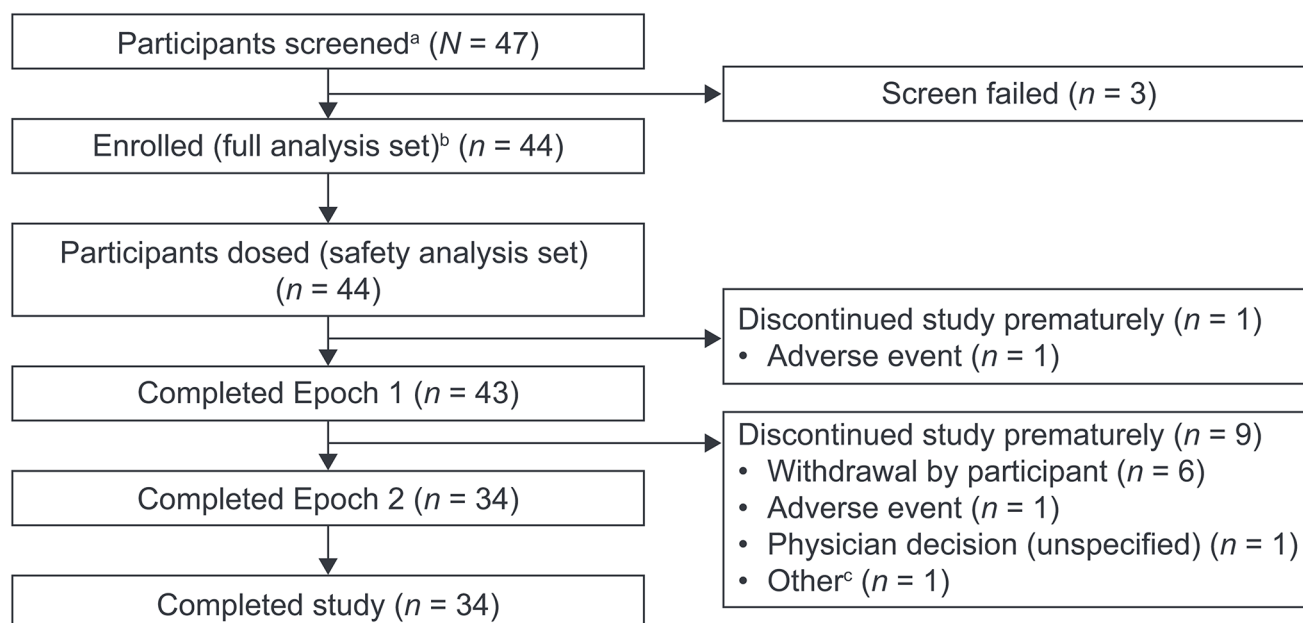 Participants screenedᵃ (N = 47)
Screen failed (n = 3)
Enrolled (full analysis set)ᵇ (n = 44)
Participants dosed (safety analysis set)
(n = 44)
Discontinued study prematurely (n = 1)
• Adverse event (n = 1)
Completed Epoch 1 (n = 43)
Discontinued study prematurely (n = 9)
• Withdrawal by participant (n = 6)
• Adverse event (n = 1)
• Physician decision (unspecified) (n = 1)
• Otherᶜ (n = 1)
Completed Epoch 2 (n = 34)
Completed study (n = 34)